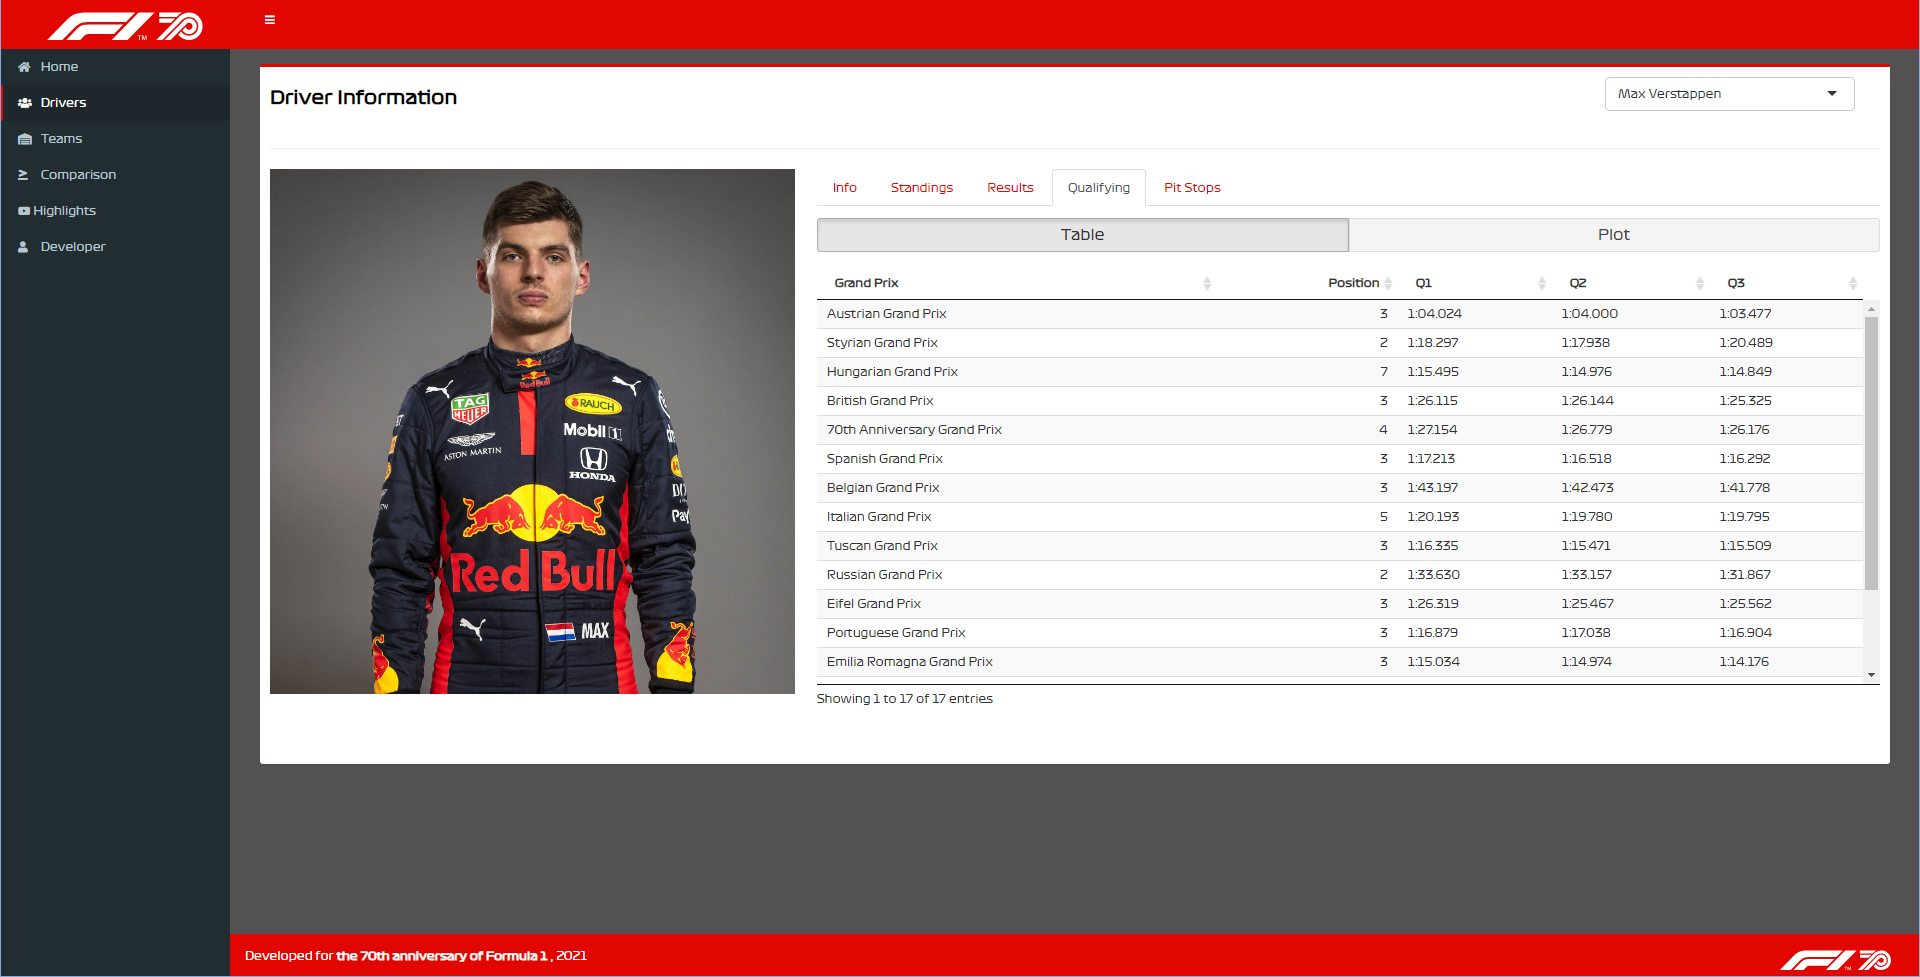 F1 70
TM
Home
Drivers
Teams
Comparison
Highlights
Developer
Driver Information
Max Verstappen
Info Standings Results Qualifying Pit Stops
Table Plot
Grand Prix Position Q1 Q2 Q3
Austrian Grand Prix 3 1:04.024 1:04.000 1:03.477
Styrian Grand Prix 2 1:18.297 1:17.938 1:20.489
Hungarian Grand Prix 7 1:15.495 1:14.976 1:14.849
British Grand Prix 3 1:26.115 1:26.144 1:25.325
70th Anniversary Grand Prix 4 1:27.154 1:26.779 1:26.176
Spanish Grand Prix 3 1:17.213 1:16.518 1:16.292
Belgian Grand Prix 3 1:43.197 1:42.473 1:41.778
Italian Grand Prix 5 1:20.193 1:19.780 1:19.795
Tuscan Grand Prix 3 1:16.335 1:15.471 1:15.509
Russian Grand Prix 2 1:33.630 1:33.157 1:31.867
Eifel Grand Prix 3 1:26.319 1:25.467 1:25.562
Portuguese Grand Prix 3 1:16.879 1:17.038 1:16.904
Emilia Romagna Grand Prix 3 1:15.034 1:14.974 1:14.176
Showing 1 to 17 of 17 entries
Red Bull
TAG
HEUER
RAUCH
Mobil 1
ASTON MARTIN
HONDA
Pay
Red Bull
MAX
Developed for the 70th anniversary of Formula 1, 2021
F1 70
TM